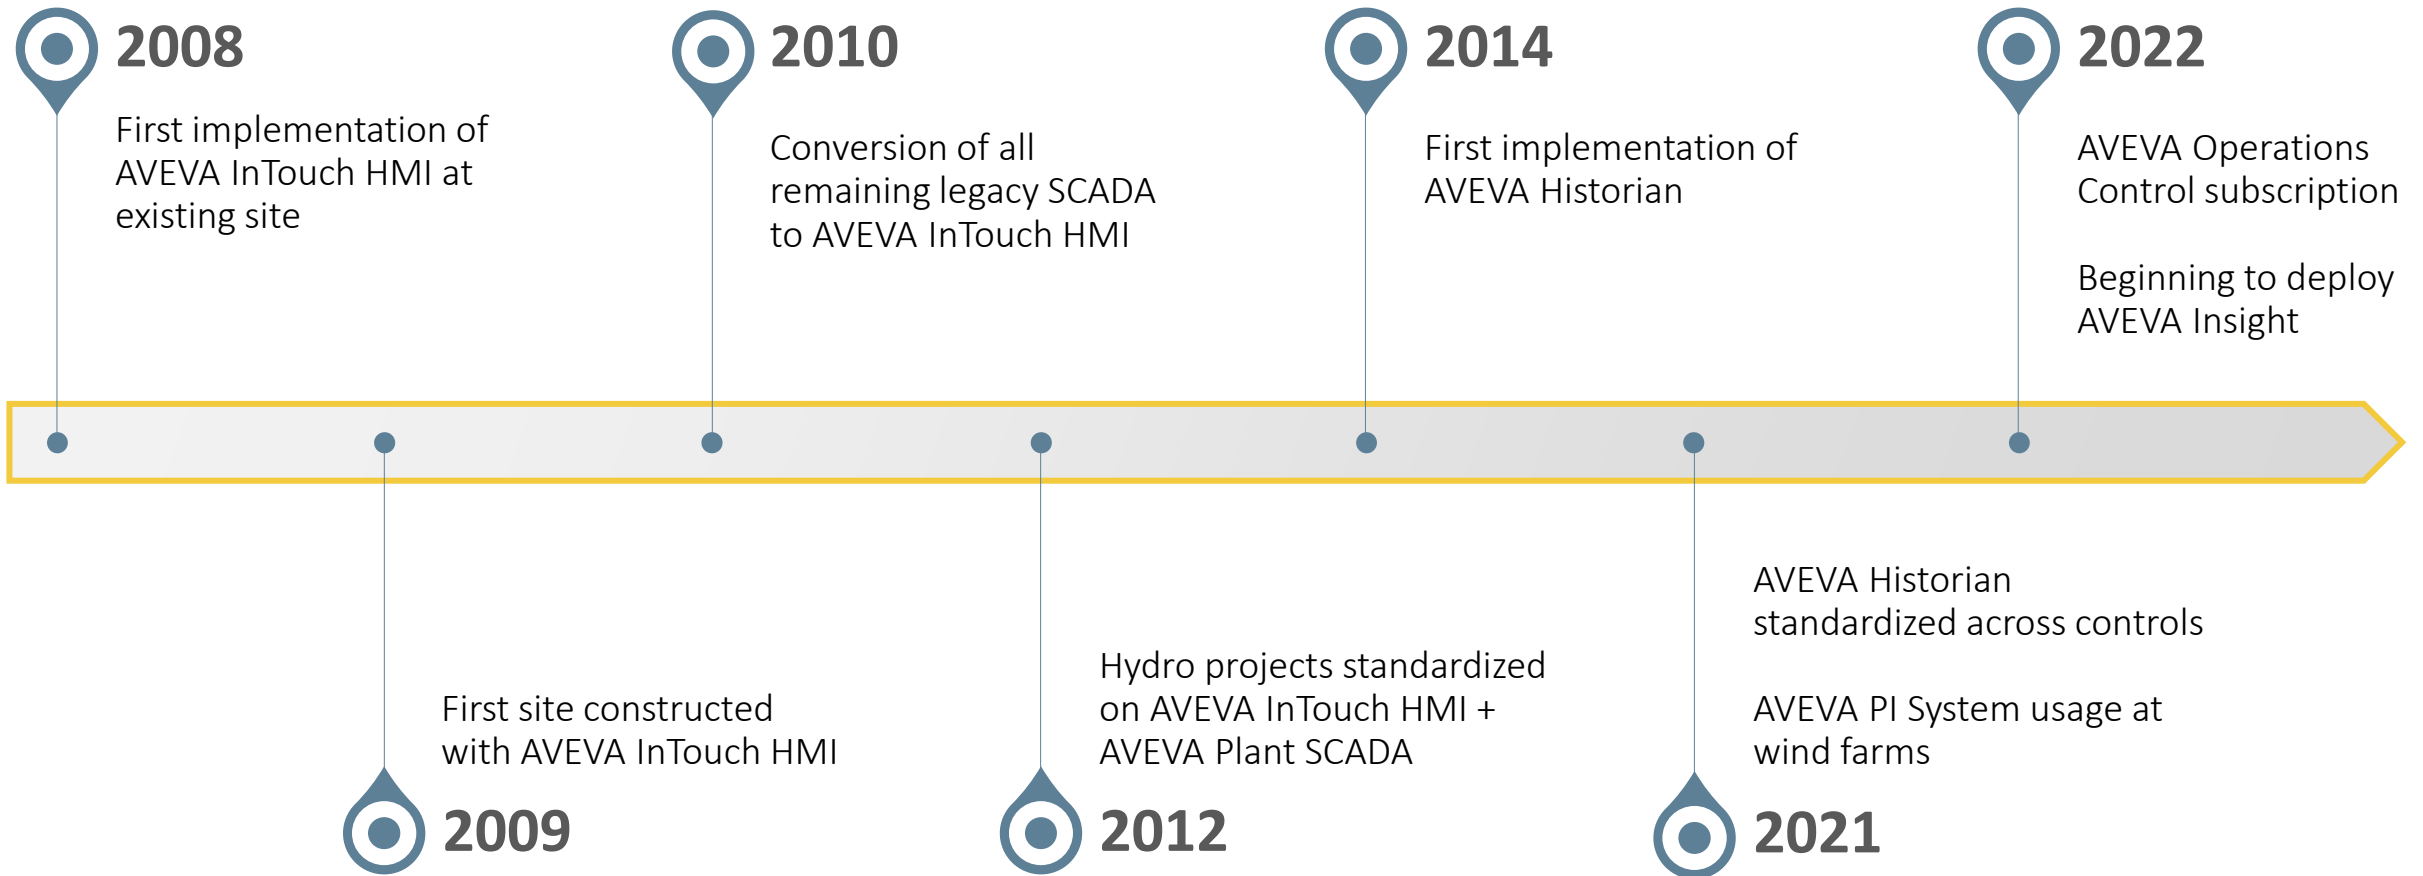 2008
First implementation of
AVEVA InTouch HMI at
existing site
2009
First site constructed
with AVEVA InTouch HMI
2010
Conversion of all
remaining legacy SCADA
to AVEVA InTouch HMI
2012
Hydro projects standardized
on AVEVA InTouch HMI +
AVEVA Plant SCADA
2014
First implementation of
AVEVA Historian
2021
AVEVA Historian
standardized across controls
AVEVA PI System usage at
wind farms
2022
AVEVA Operations
Control subscription
Beginning to deploy
AVEVA Insight